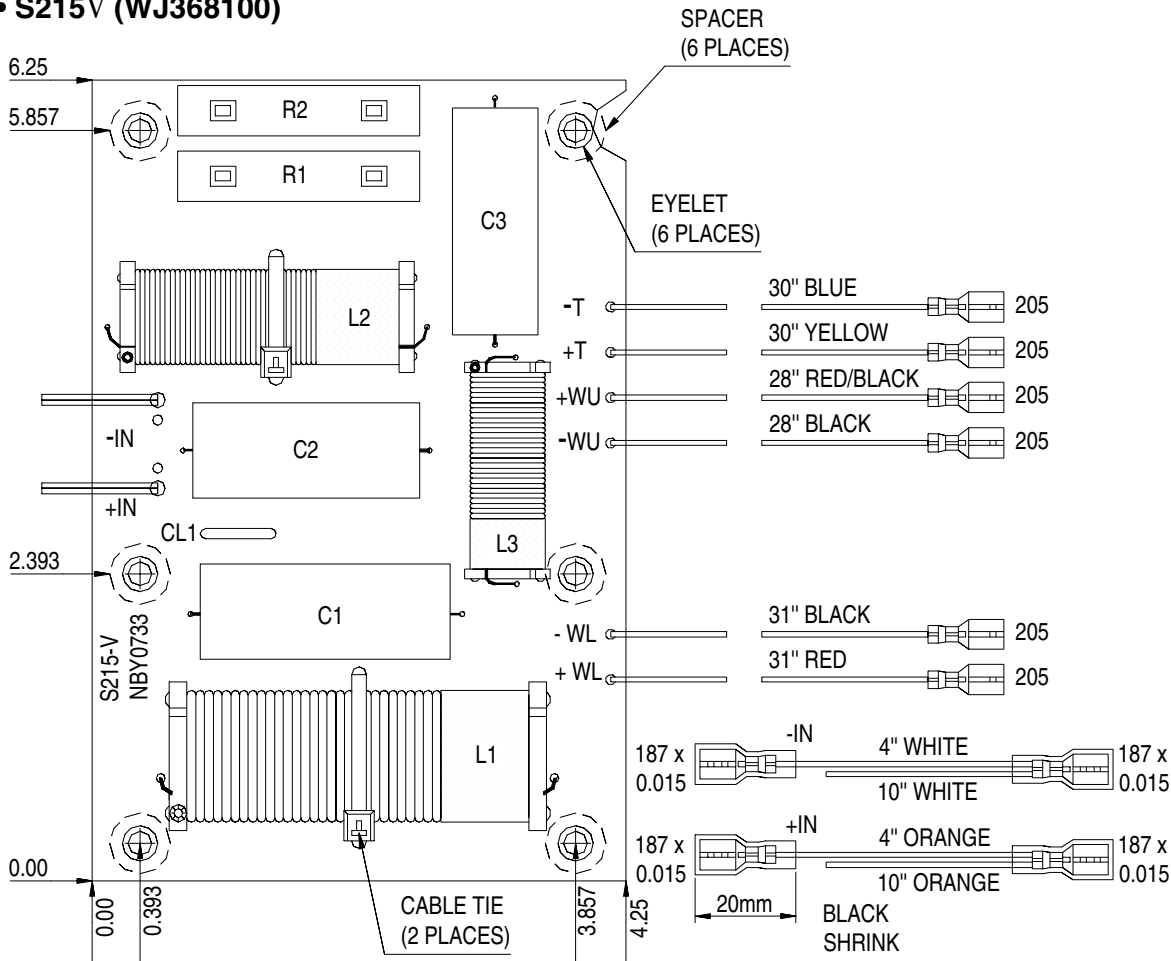 • S215V (WJ368100)
SPACER
(6 PLACES)
6.25
5.857
R2
R1
C3
EYELET
(6 PLACES)
L2
-T
30" BLUE
205
+T
30" YELLOW
205
+WU
28" RED/BLACK
205
-WU
28" BLACK
205
-IN
C2
+IN
CL1
L3
2.393
C1
S215-V
NBY0733
- WL
31" BLACK
205
+ WL
31" RED
205
L1
187 x
0.015
-IN
4" WHITE
10" WHITE
187 x
0.015
187 x
0.015
+IN
4" ORANGE
10" ORANGE
187 x
0.015
0.00
0.00
0.393
CABLE TIE
(2 PLACES)
3.857
4.25
20mm
BLACK
SHRINK